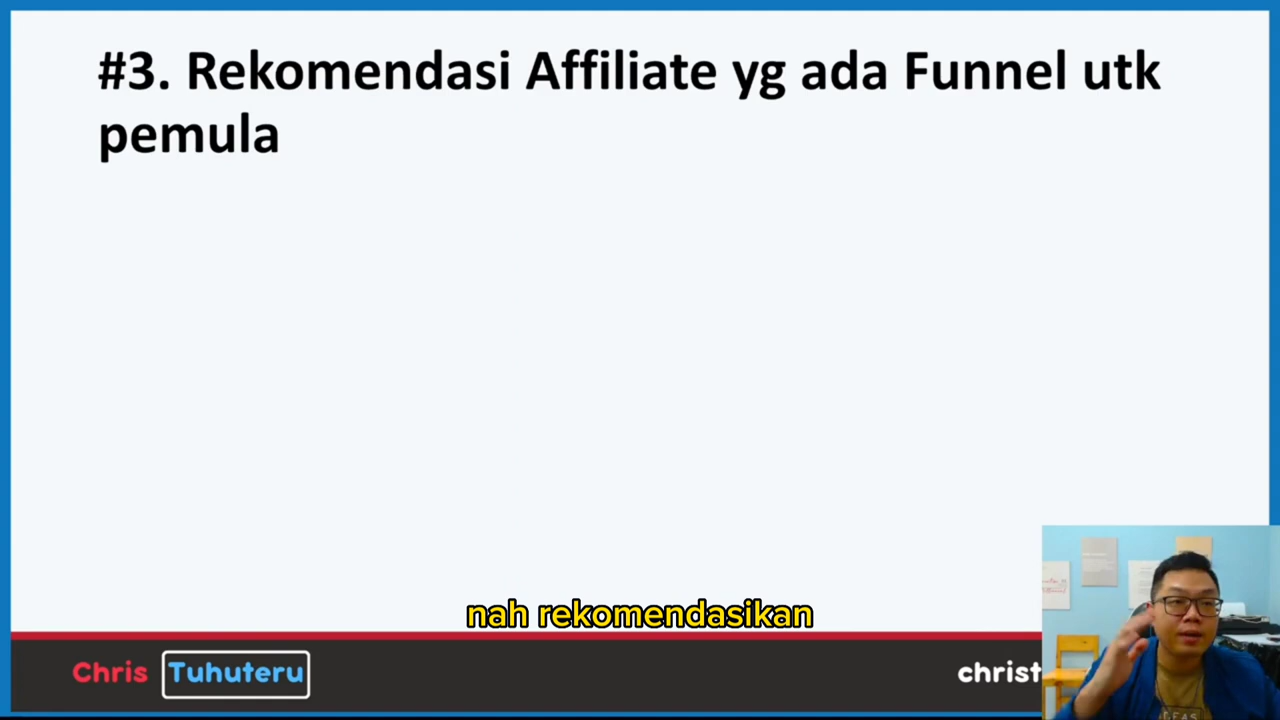 #3. Rekomendasi Affiliate yg ada Funnel utk
pemula
nah rekomendasikan
Chris Tuhuteru
christ